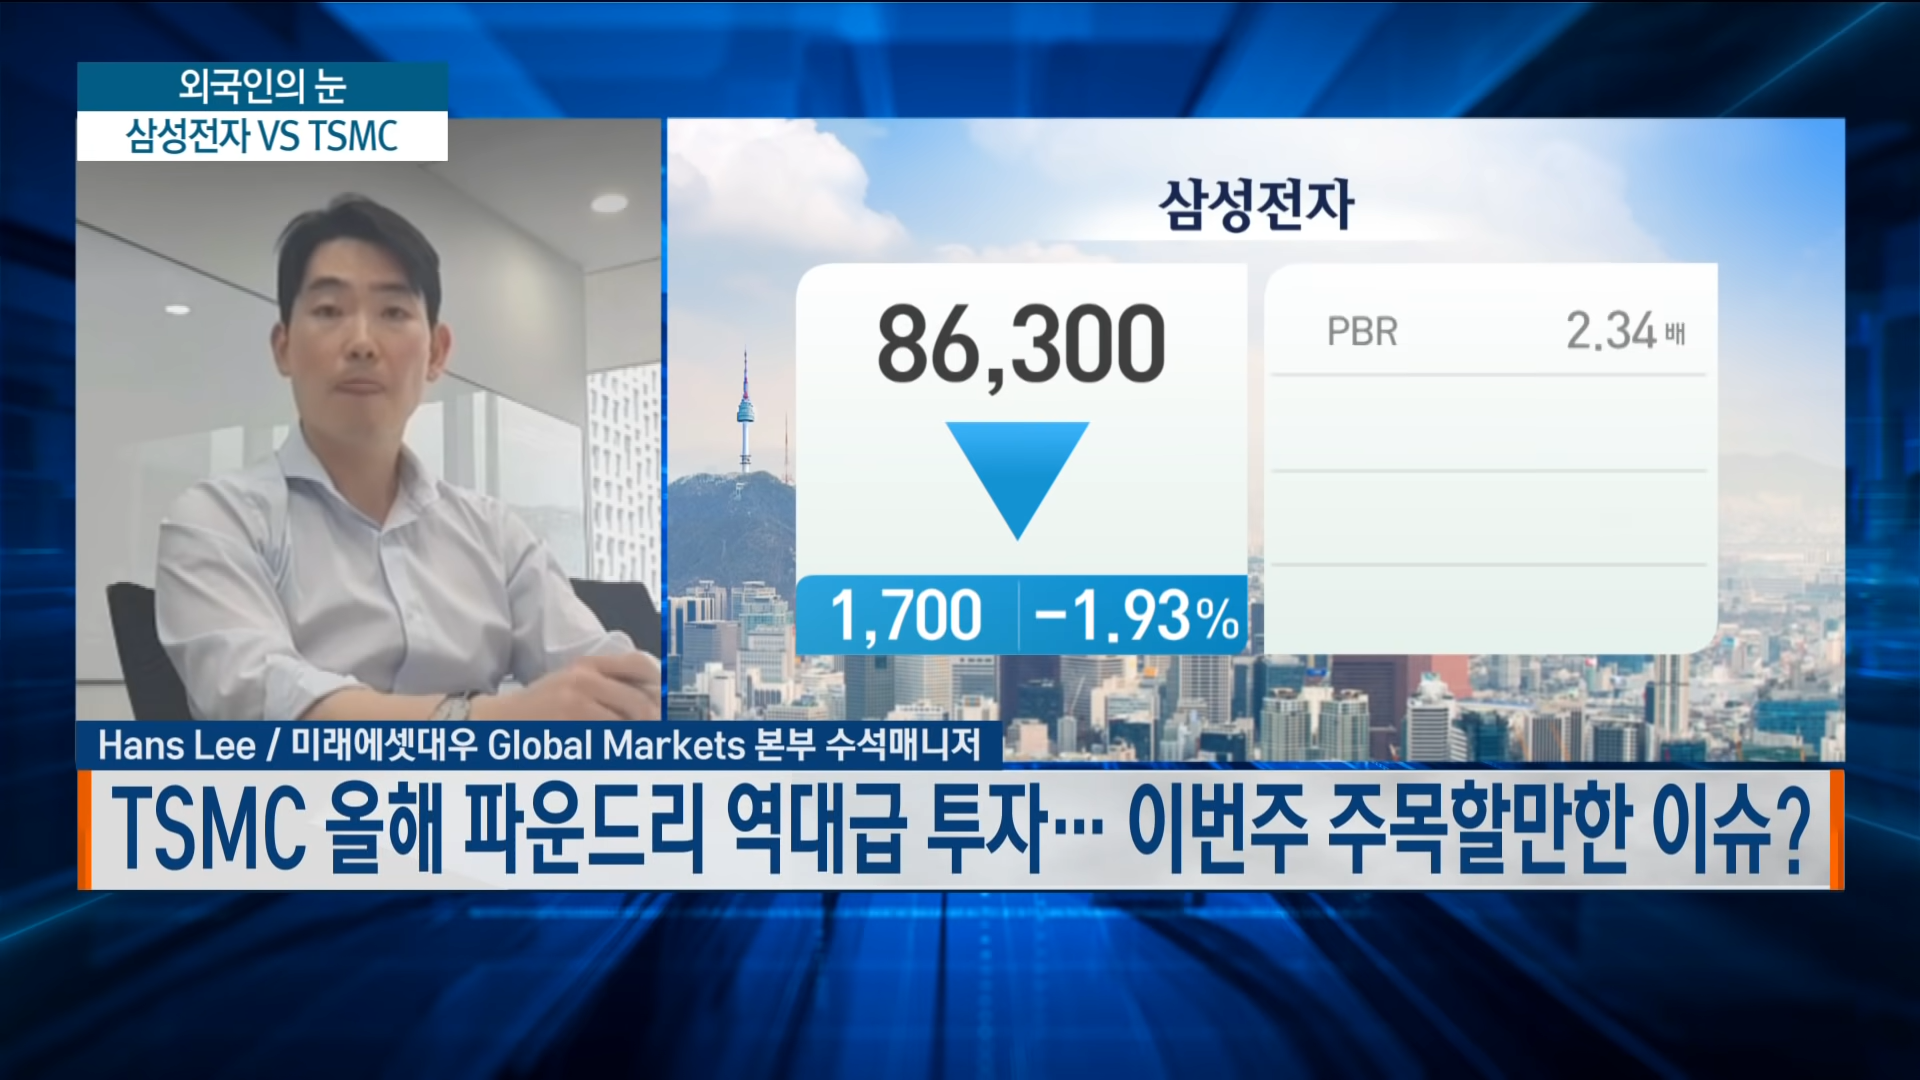 외국인의 눈
삼성전자 VS TSMC
삼성전자
86,300
1,700 -1.93%
PBR 2.34배
Hans Lee / 미래에셋대우 Global Markets 본부 수석매니저
TSMC 올해 파운드리 역대급 투자… 이번주 주목할만한 이슈?